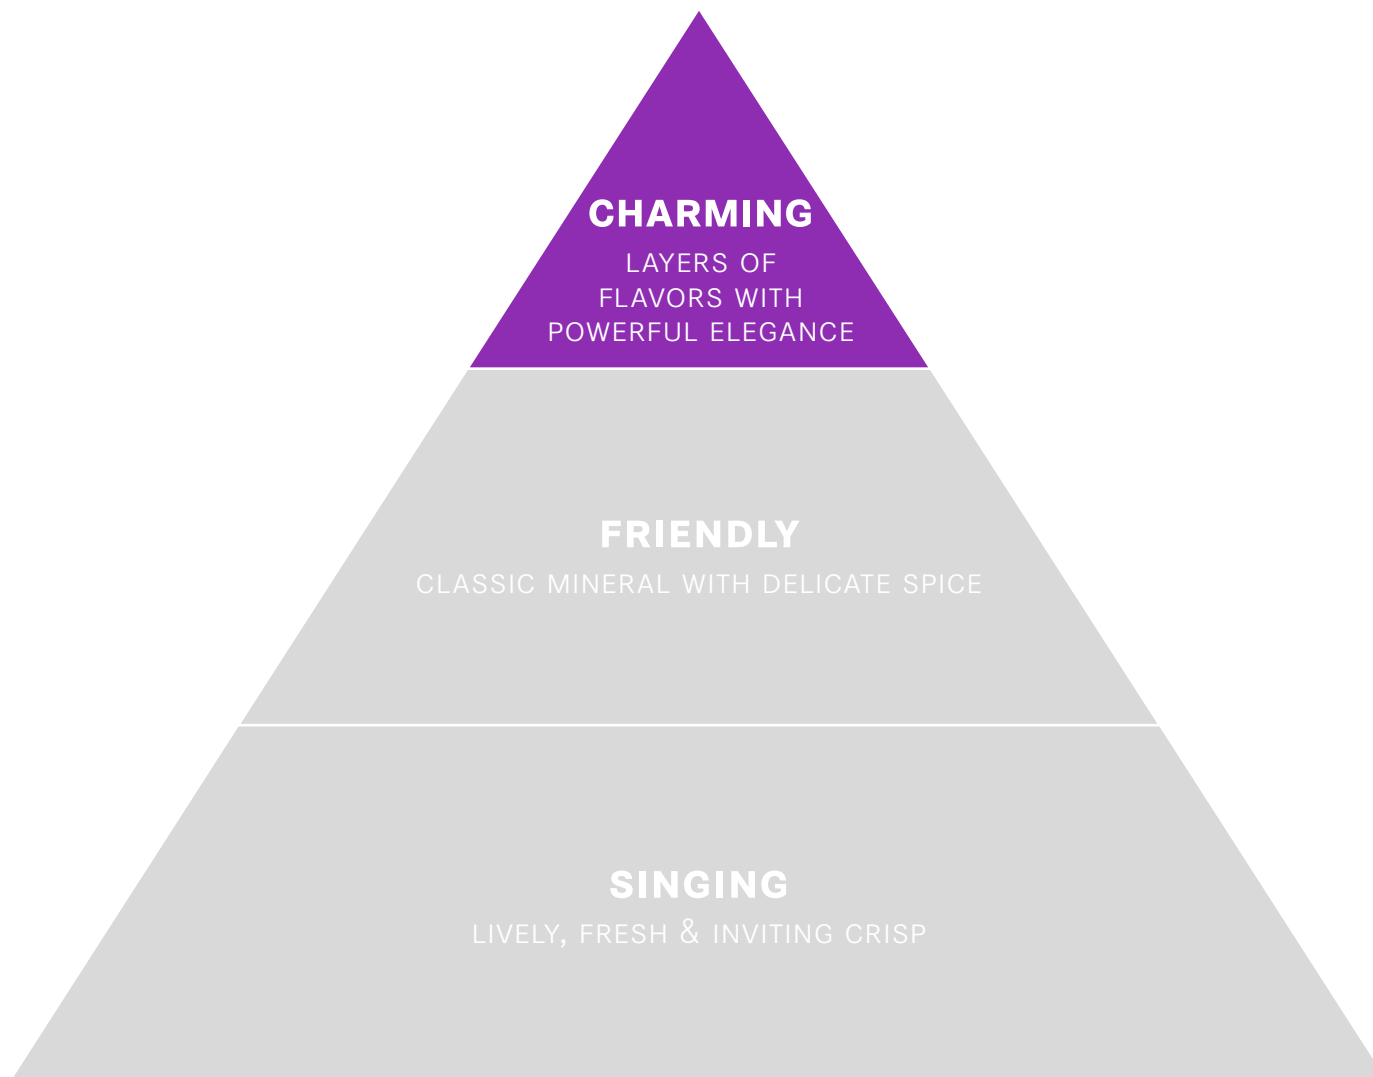 CHARMING
LAYERS OF
FLAVORS WITH
POWERFUL ELEGANCE
FRIENDLY
CLASSIC MINERAL WITH DELICATE SPICE
SINGING
LIVELY, FRESH & INVITING CRISP